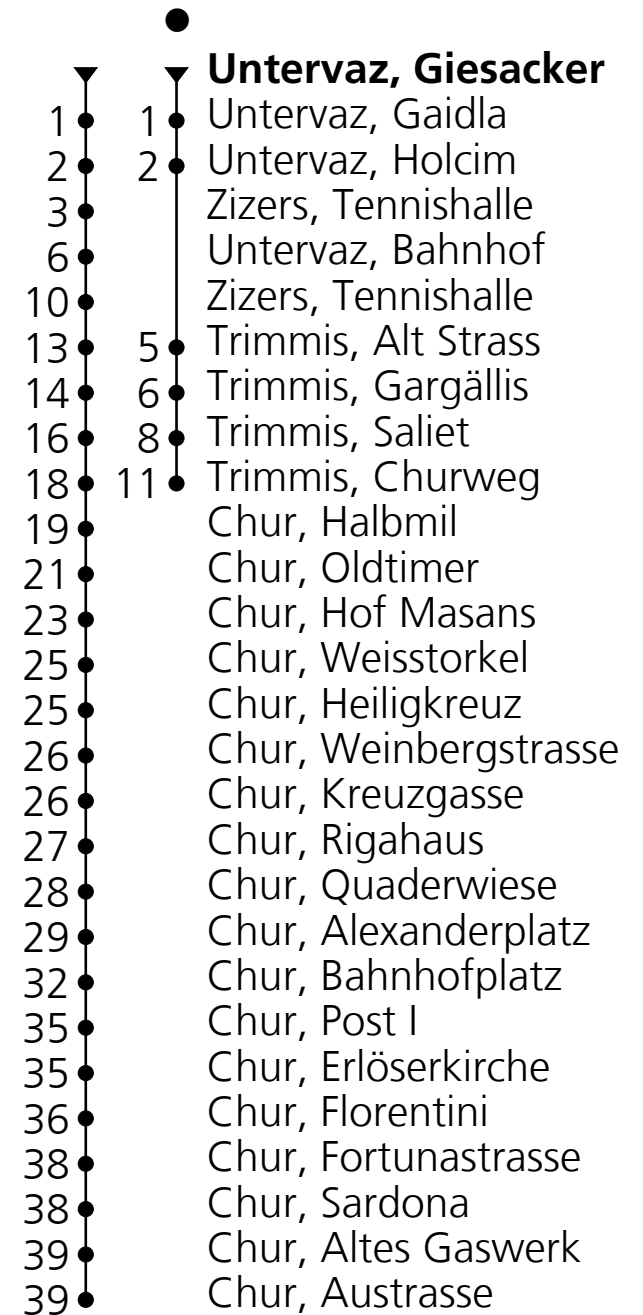 Untervaz, Giesacker
1 1 Untervaz, Gaidla
2 2 Untervaz, Holcim
3 Zizers, Tennishalle
6 Untervaz, Bahnhof
10 Zizers, Tennishalle
13 5 Trimmis, Alt Strass
14 6 Trimmis, Gargällis
16 8 Trimmis, Saliet
18 11 Trimmis, Churweg
19 Chur, Halbmil
21 Chur, Oldtimer
23 Chur, Hof Masans
25 Chur, Weisstorkel
25 Chur, Heiligkreuz
26 Chur, Weinbergstrasse
26 Chur, Kreuzgasse
27 Chur, Rigahaus
28 Chur, Quaderwiese
29 Chur, Alexanderplatz
32 Chur, Bahnhofplatz
35 Chur, Post I
35 Chur, Erlöserkirche
36 Chur, Florentini
38 Chur, Fortunastrasse
38 Chur, Sardona
39 Chur, Altes Gaswerk
39 Chur, Austrasse